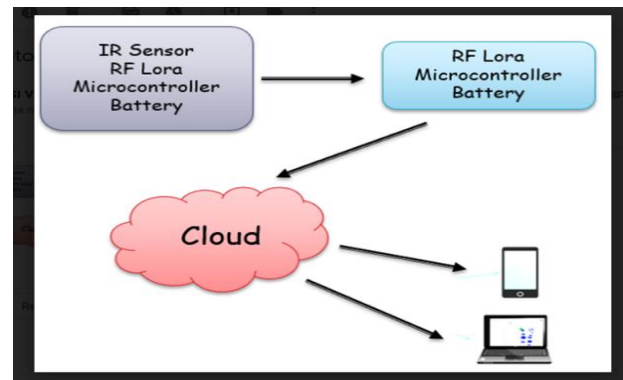 IR Sensor
RF Lora
Microcontroller
Battery
RF Lora
Microcontroller
Battery
Cloud